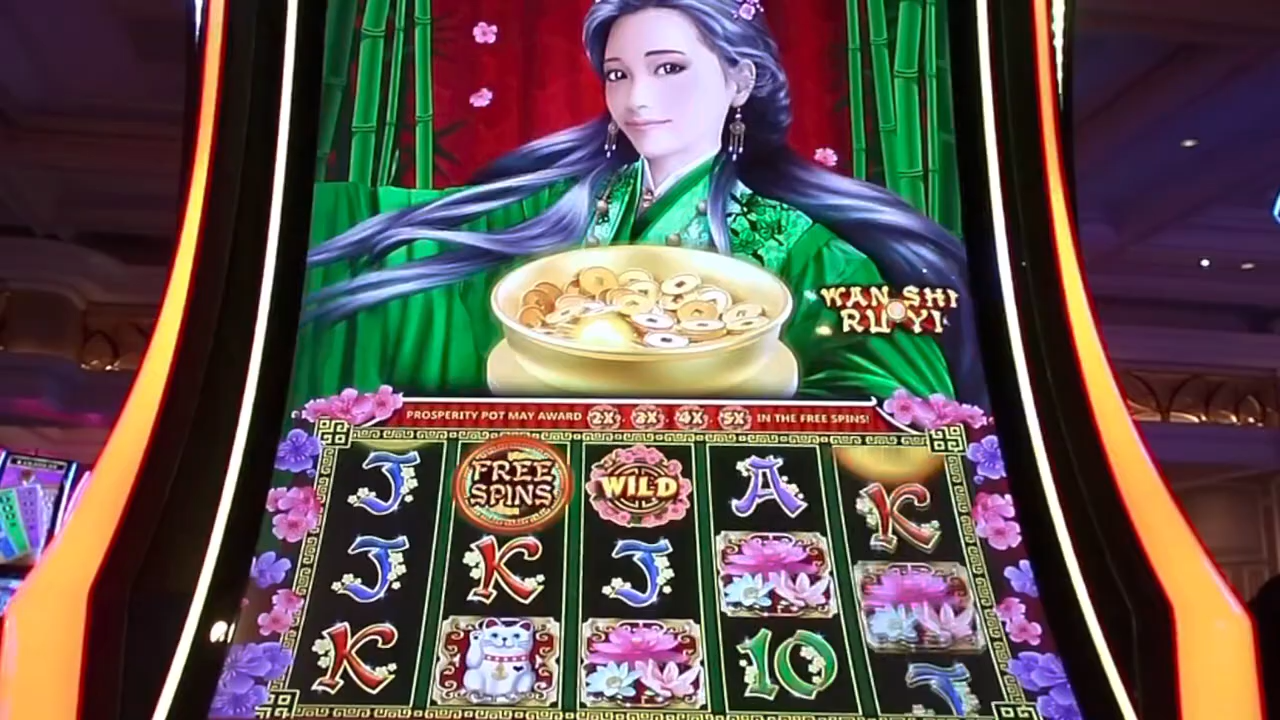 WAN SHI
RU YI
PROSPERITY POT MAY AWARD 2X, 3X, 4X, 5X IN THE FREE SPINS!
J
FREE
SPINS
WILD
A
K
J
K
J
K
10
J